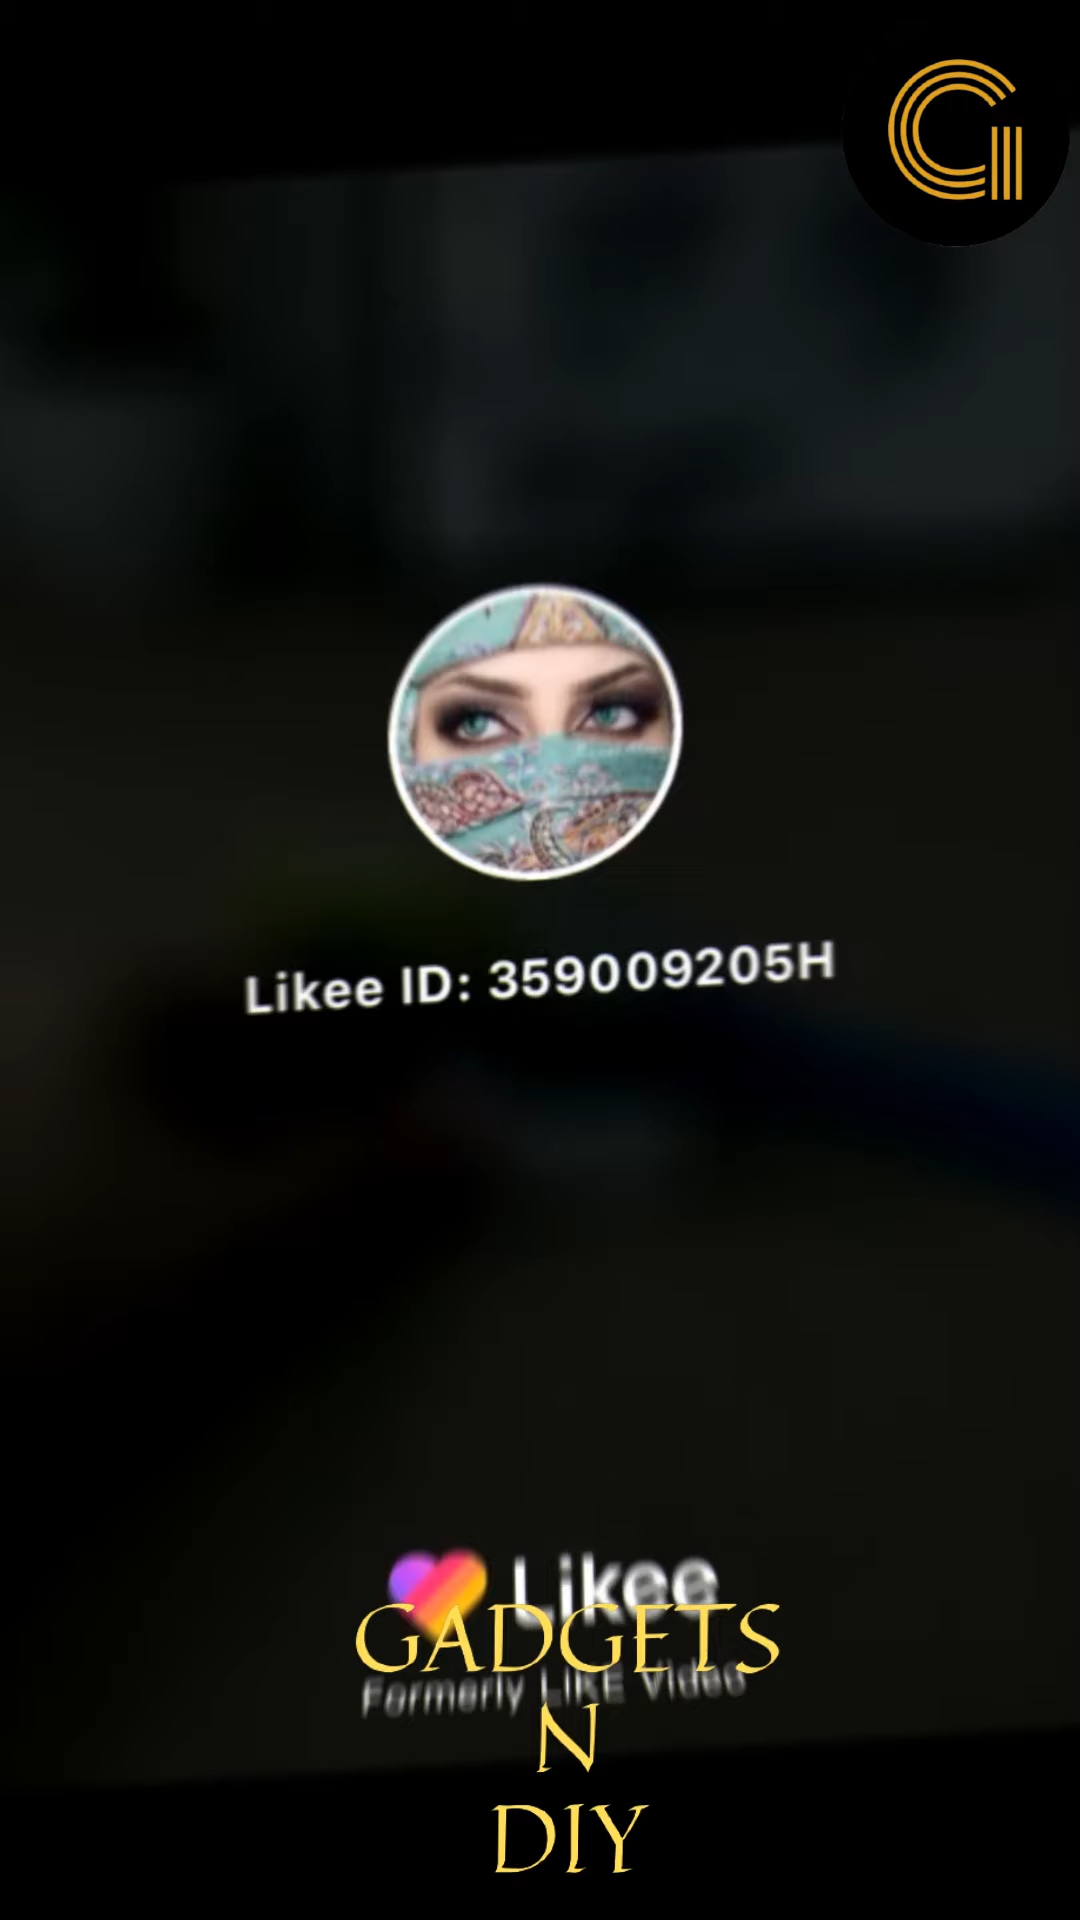 G
Likee ID: 359009205H
Likee
GADGETS
Formerly LIKE Video
N
DIY